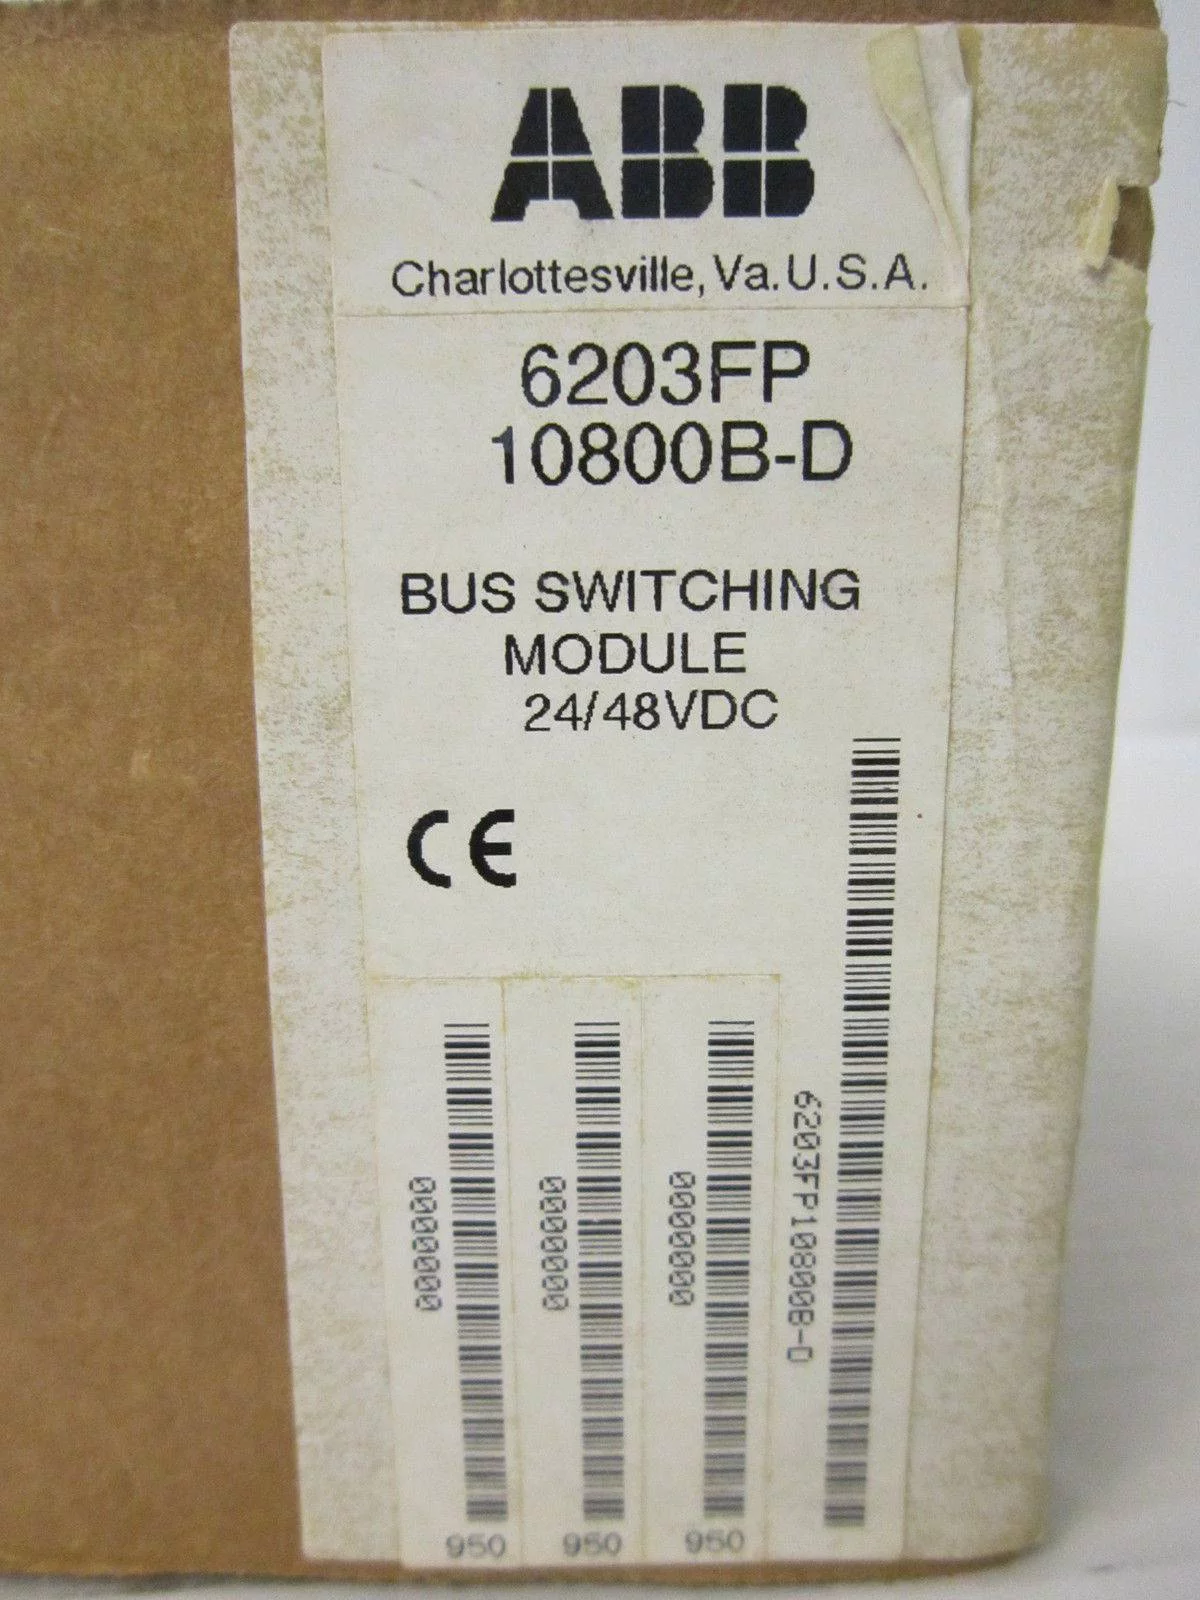 ABB
Charlottesville, Va. U.S.A.
6203FP
10800B-D
BUS SWITCHING
MODULE
24/48VDC
CE
0000000
950
0000000
950
0000000
950
6203FP10800B-D